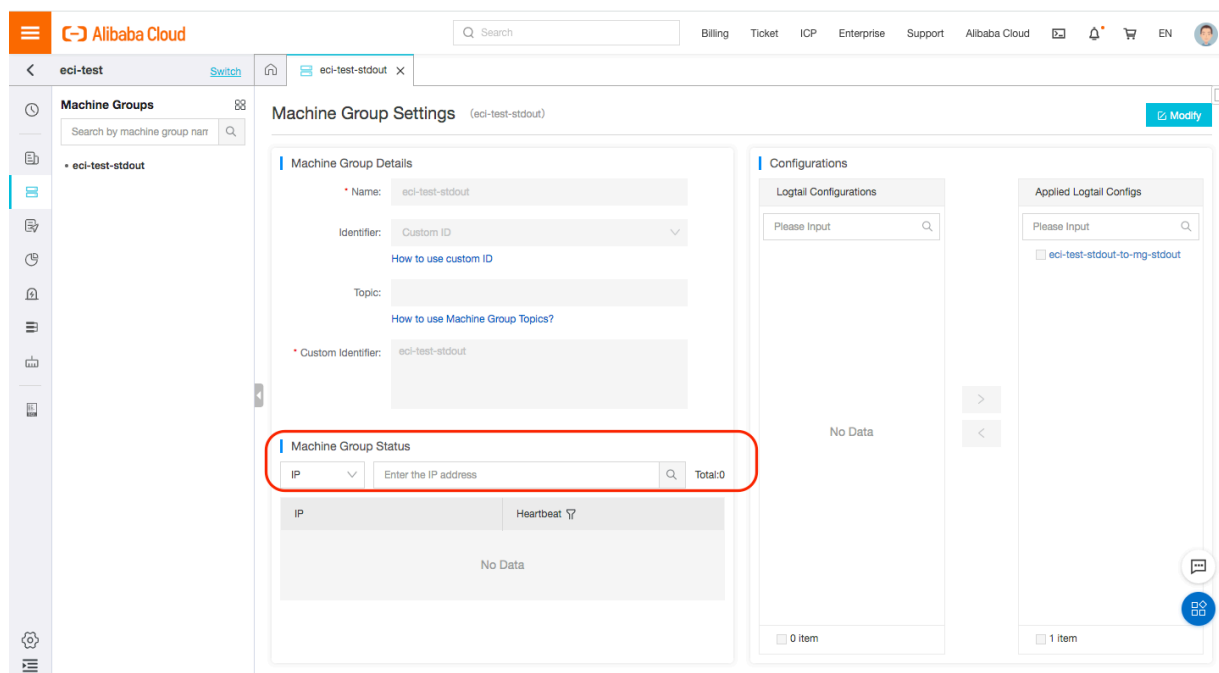 Alibaba Cloud
Search
Billing
Ticket
ICP
Enterprise
Support
Alibaba Cloud
EN
eci-test
Switch
eci-test-stdout
Machine Groups
Search by machine group nam
eci-test-stdout
Machine Group Settings (eci-test-stdout)
Modify
Machine Group Details
* Name: eci-test-stdout
Identifier: Custom ID
How to use custom ID
Topic:
How to use Machine Group Topics?
* Custom Identifier: eci-test-stdout
Machine Group Status
IP
Enter the IP address
Total:0
IP
Heartbeat
No Data
Configurations
Logtail Configurations
Please Input
No Data
0 item
Applied Logtail Configs
Please Input
eci-test-stdout-to-mg-stdout
1 item